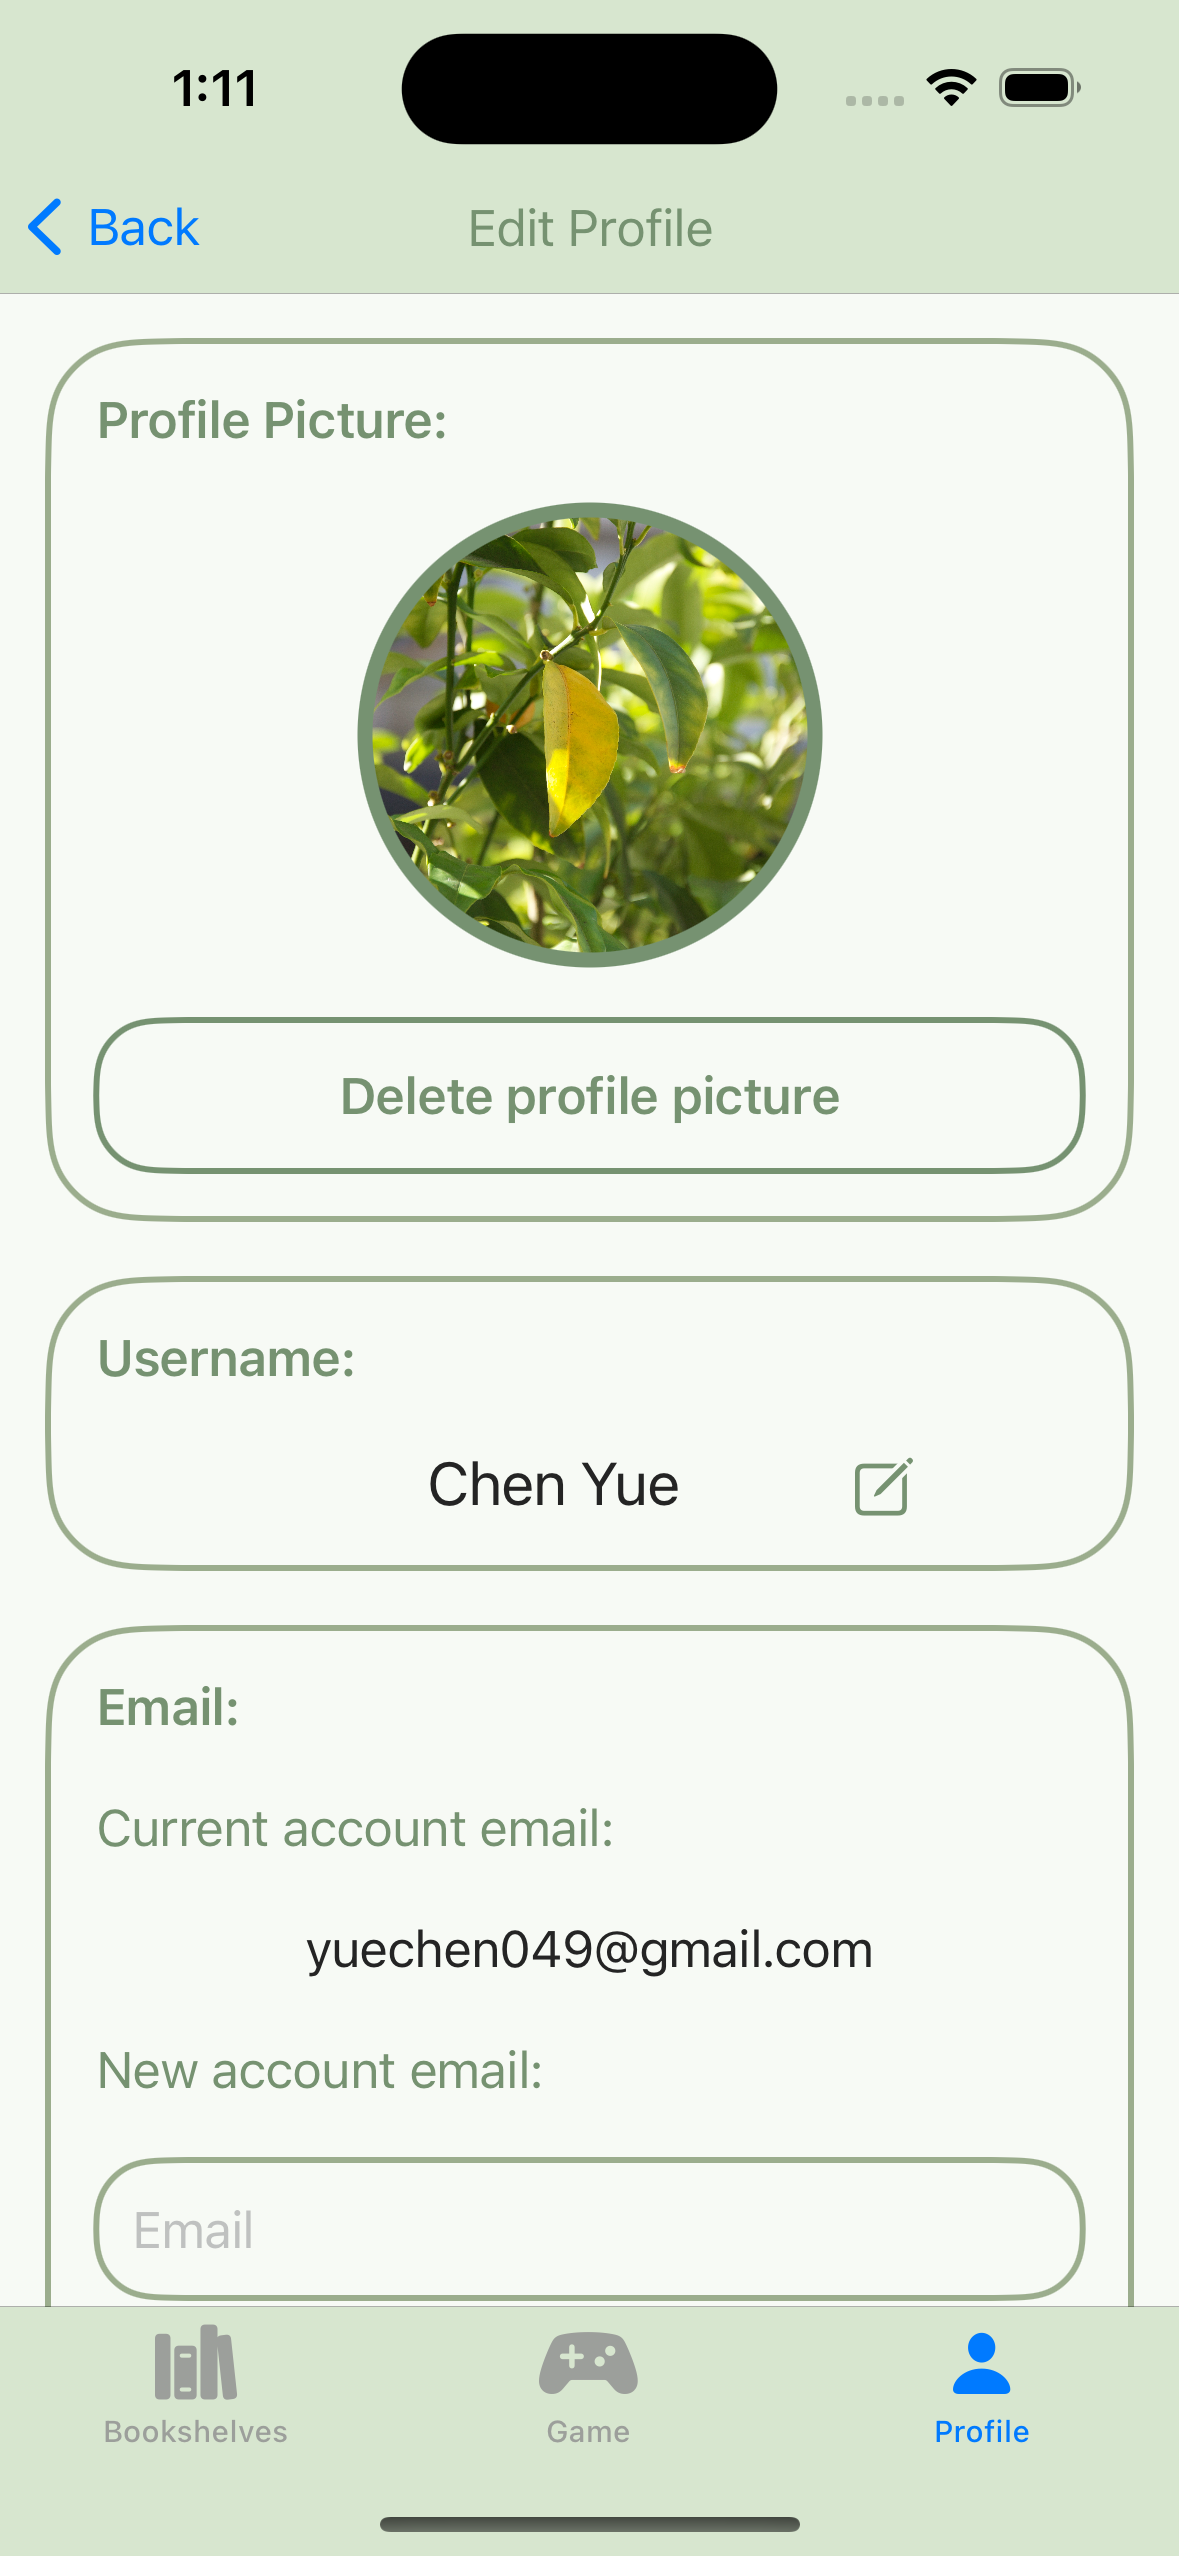 1:11
Back
Edit Profile
Profile Picture:
Delete profile picture
Username:
Chen Yue
Email:
Current account email:
yuechen049@gmail.com
New account email:
Email
Bookshelves
Game
Profile